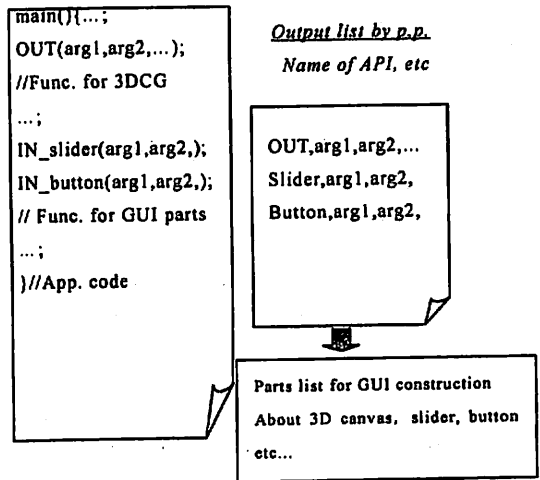 main(){...;
OUT(arg1,arg2,...);
//Func. for 3DCG
...;
IN_slider(arg1,arg2,);
IN_button(arg1,arg2,);
// Func. for GUI parts
...;
}//App. code
Output list by p.p.
Name of API, etc
OUT,arg1,arg2,...
Slider,arg1,arg2,
Button,arg1,arg2,
Parts list for GUI construction
About 3D canvas, slider, button
etc...